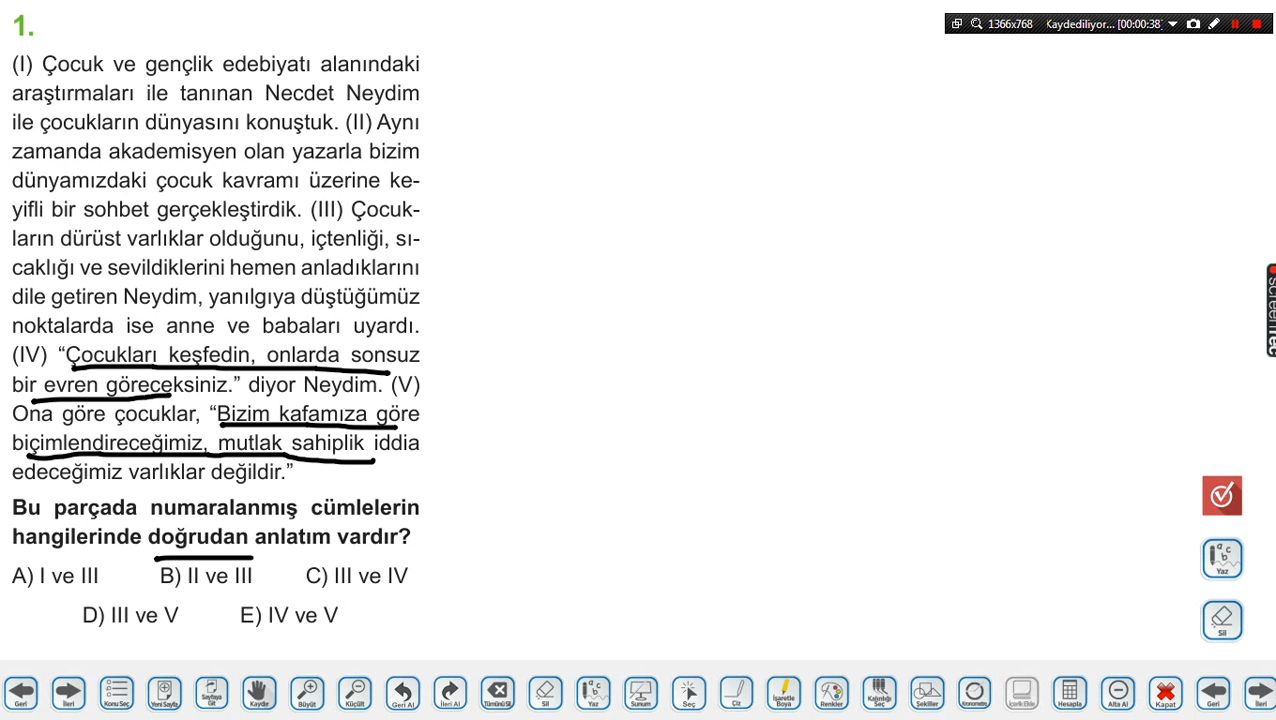 1.
1366x768 Kaydediliyor... [00:00:38]
(I) Çocuk ve gençlik edebiyatı alanındaki
araştırmaları ile tanınan Necdet Neydim
ile çocukların dünyasını konuştuk. (II) Aynı
zamanda akademisyen olan yazarla bizim
dünyamızdaki çocuk kavramı üzerine ke-
yifli bir sohbet gerçekleştirdik. (III) Çocuk-
ların dürüst varlıklar olduğunu, içtenliği, sı-
caklığı ve sevildiklerini hemen anladıklarını
dile getiren Neydim, yanılgıya düştüğümüz
noktalarda ise anne ve babaları uyardı.
(IV) “Çocukları keşfedin, onlarda sonsuz
bir evren göreceksiniz.” diyor Neydim. (V)
Ona göre çocuklar, “Bizim kafamıza göre
biçimlendireceğimiz, mutlak sahiplik iddia
edeceğimiz varlıklar değildir.”
Bu parçada numaralanmış cümlelerin
hangilerinde doğrudan anlatım vardır?
A) I ve III B) II ve III C) III ve IV
D) III ve V E) IV ve V
a b c
Yaz
Sil
Geri İleri Konu Seç Yeni Sayfa Sayfaya Git Kaydır Büyüt Küçült Geri Al İleri Al Tümünü Sil Sil Yaz Sunum Seç Çiz İşaretle Boya Renkler Kalınlığı Seç Şekiller Kronometre İçerik Ekle Hesapla Alta Al Kapat Geri İleri